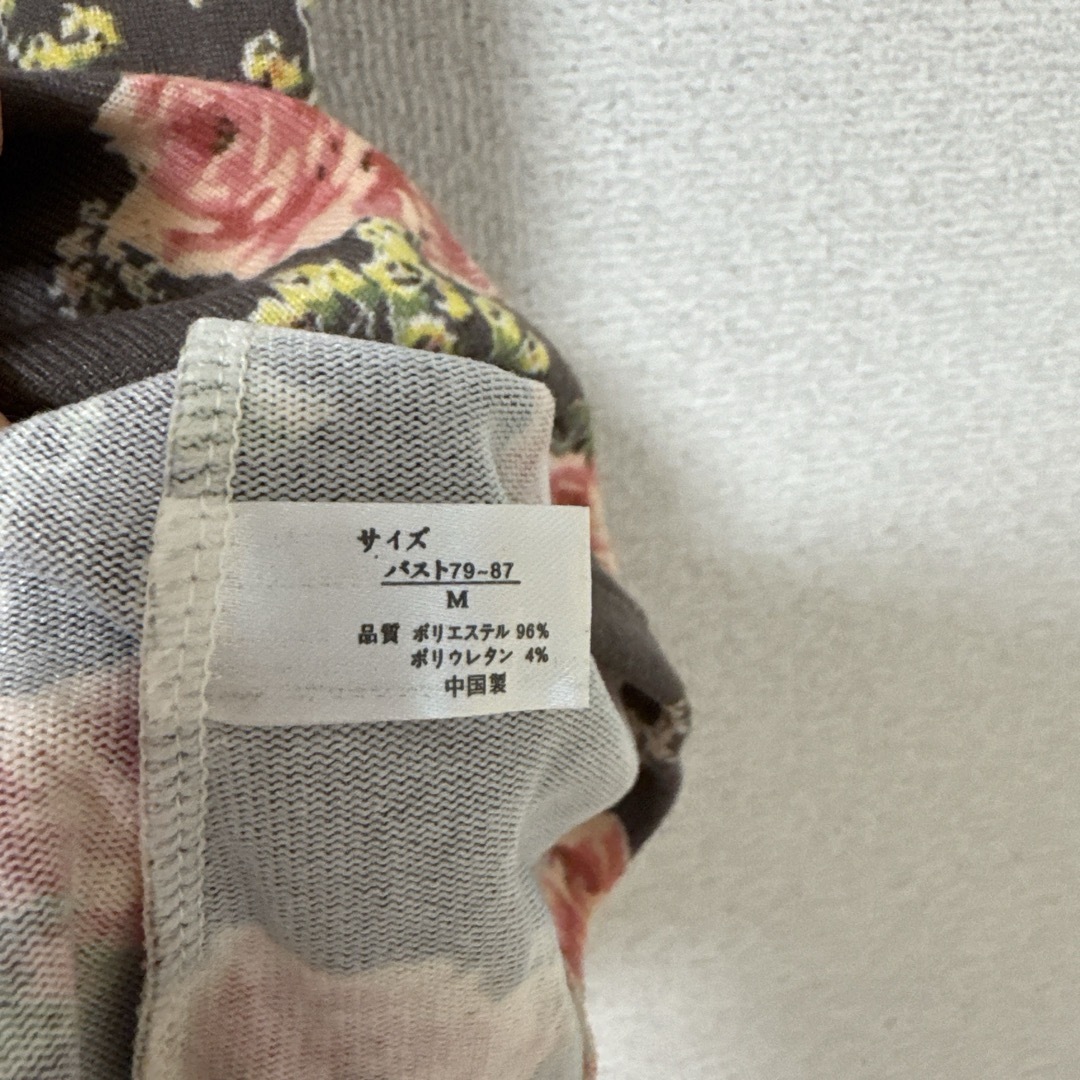 サイズ
バスト79~87
M
品質 ポリエステル 96%
ポリウレタン 4%
中国製